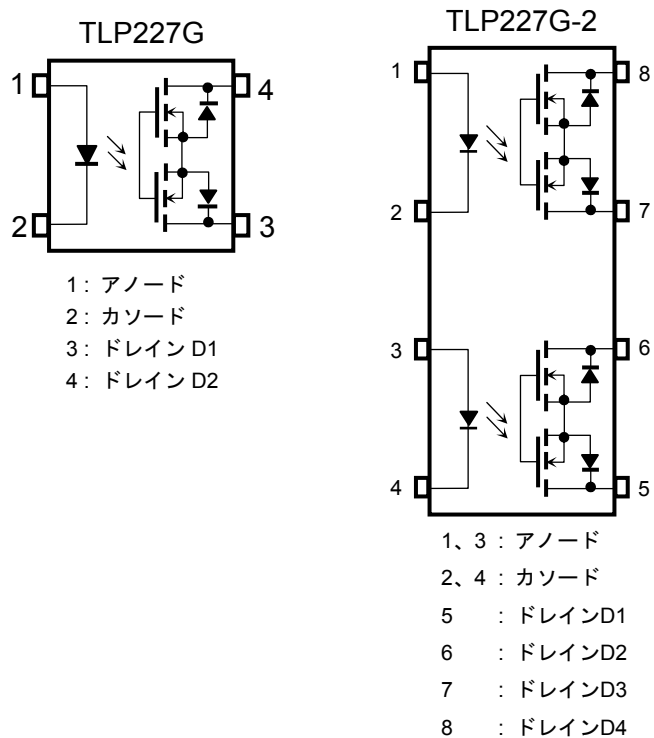 TLP227G
1
4
2
3
1 : アノード
2 : カソード
3 : ドレイン D1
4 : ドレイン D2
TLP227G-2
1
8
2
7
3
6
4
5
1、3 : アノード
2、4 : カソード
5 : ドレインD1
6 : ドレインD2
7 : ドレインD3
8 : ドレインD4